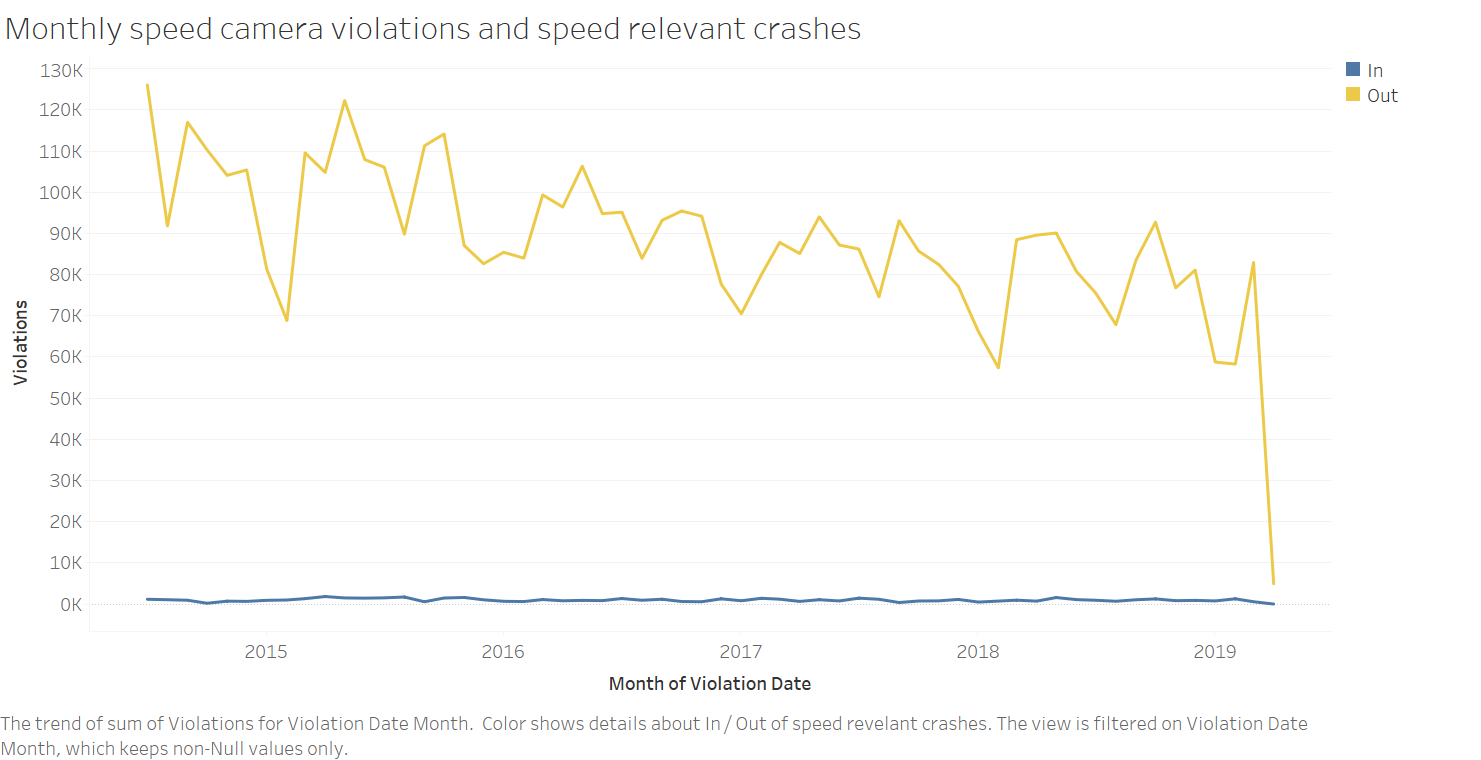 Monthly speed camera violations and speed relevant crashes
In
Out
130K
120K
110K
100K
90K
80K
70K
60K
50K
40K
30K
20K
10K
0K
Violations
2015 2016 2017 2018 2019
Month of Violation Date
The trend of sum of Violations for Violation Date Month. Color shows details about In / Out of speed revelant crashes. The view is filtered on Violation Date
Month, which keeps non-Null values only.